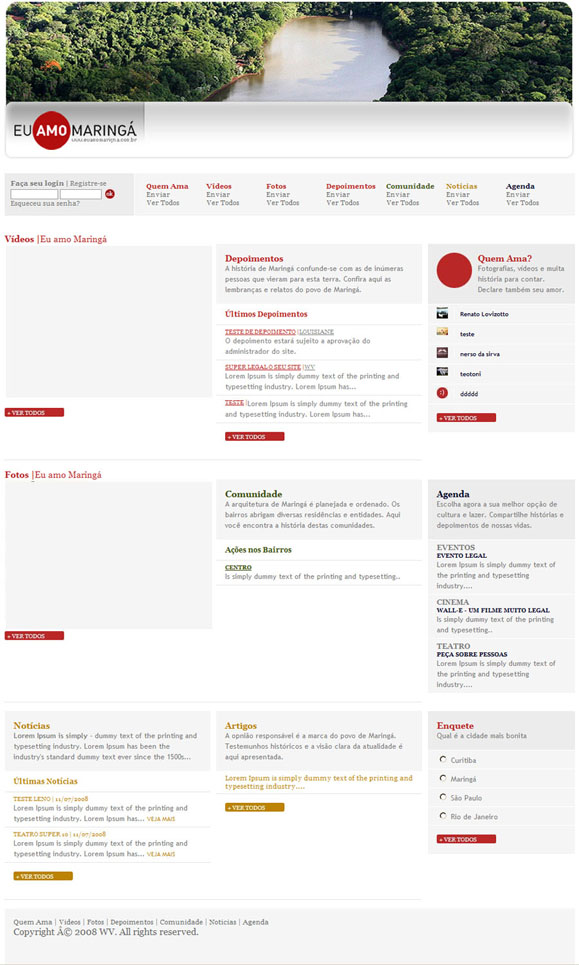 EU AMO MARINGÁ
www.euamomaringa.com.br
Faça seu login | Registre-se
ok
Esqueceu sua senha?
Quem Ama
Enviar
Ver Todos
Vídeos
Enviar
Ver Todos
Fotos
Enviar
Ver Todos
Depoimentos
Enviar
Ver Todos
Comunidade
Enviar
Ver Todos
Notícias
Enviar
Ver Todos
Agenda
Enviar
Ver Todos
Vídeos |Eu amo Maringá
+ VER TODOS
Depoimentos
A história de Maringá confunde-se com as de inúmeras
pessoas que vieram para esta terra. Confira aqui as
lembranças e relatos do povo de Maringá.
Últimos Depoimentos
TESTE DE DEPOIMENTO |LOUISIANE
O depoimento estará sujeito a aprovação do
administrador do site.
SUPER LEGAL O SEU SITE |WV
Lorem Ipsum is simply dummy text of the printing and
typesetting industry. Lorem Ipsum has...
TESTE |Lorem Ipsum is simply dummy text of the printing and
typesetting industry. Lorem Ipsum has...
+ VER TODOS
Quem Ama?
Fotografias, vídeos e muita
história para contar.
Declare também seu amor.
Renato Lovizotto
teste
nerso da sirva
teotoni
:)
ddddd
+ VER TODOS
Fotos |Eu amo Maringá
+ VER TODOS
Comunidade
A arquitetura de Maringá é planejada e ordenado. Os
bairros abrigam diversas residências e entidades. Aqui
você encontra a história destas comunidades.
Ações nos Bairros
CENTRO
Is simply dummy text of the printing and typesetting..
Agenda
Escolha agora a sua melhor opção de
cultura e lazer. Compartilhe histórias e
depoimentos de nossas vidas.
EVENTOS
EVENTO LEGAL
Lorem Ipsum is simply dummy text of
the printing and typesetting
industry....
CINEMA
WALL-E - UM FILME MUITO LEGAL
Is simply dummy text of the printing
and typesetting..
TEATRO
PEÇA SOBRE PESSOAS
Lorem Ipsum is simply dummy text of
the printing and typesetting
industry....
Notícias
Lorem Ipsum is simply - dummy text of the printing and
typesetting industry. Lorem Ipsum has been the
industry's standard dummy text ever since the 1500s...
Últimas Notícias
TESTE LENO | 11/07/2008
Lorem Ipsum is simply dummy text of the printing and
typesetting industry. Lorem Ipsum has... VEJA MAIS
TEATRO SUPER 10 | 11/07/2008
Lorem Ipsum is simply dummy text of the printing and
typesetting industry. Lorem Ipsum has... VEJA MAIS
+ VER TODOS
Artigos
A opnião responsável é a marca do povo de Maringá.
Testemunhos históricos e a visão clara da atualidade é
aqui apresentada.
Lorem Ipsum is simply dummy text of the printing and
typesetting industry....
+ VER TODOS
Enquete
Qual é a cidade mais bonita
Curitiba
Maringá
São Paulo
Rio de Janeiro
+ VER TODOS
Quem Ama | Vídeos | Fotos | Depoimentos | Comunidade | Notícias | Agenda
Copyright Â© 2008 WV. All rights reserved.